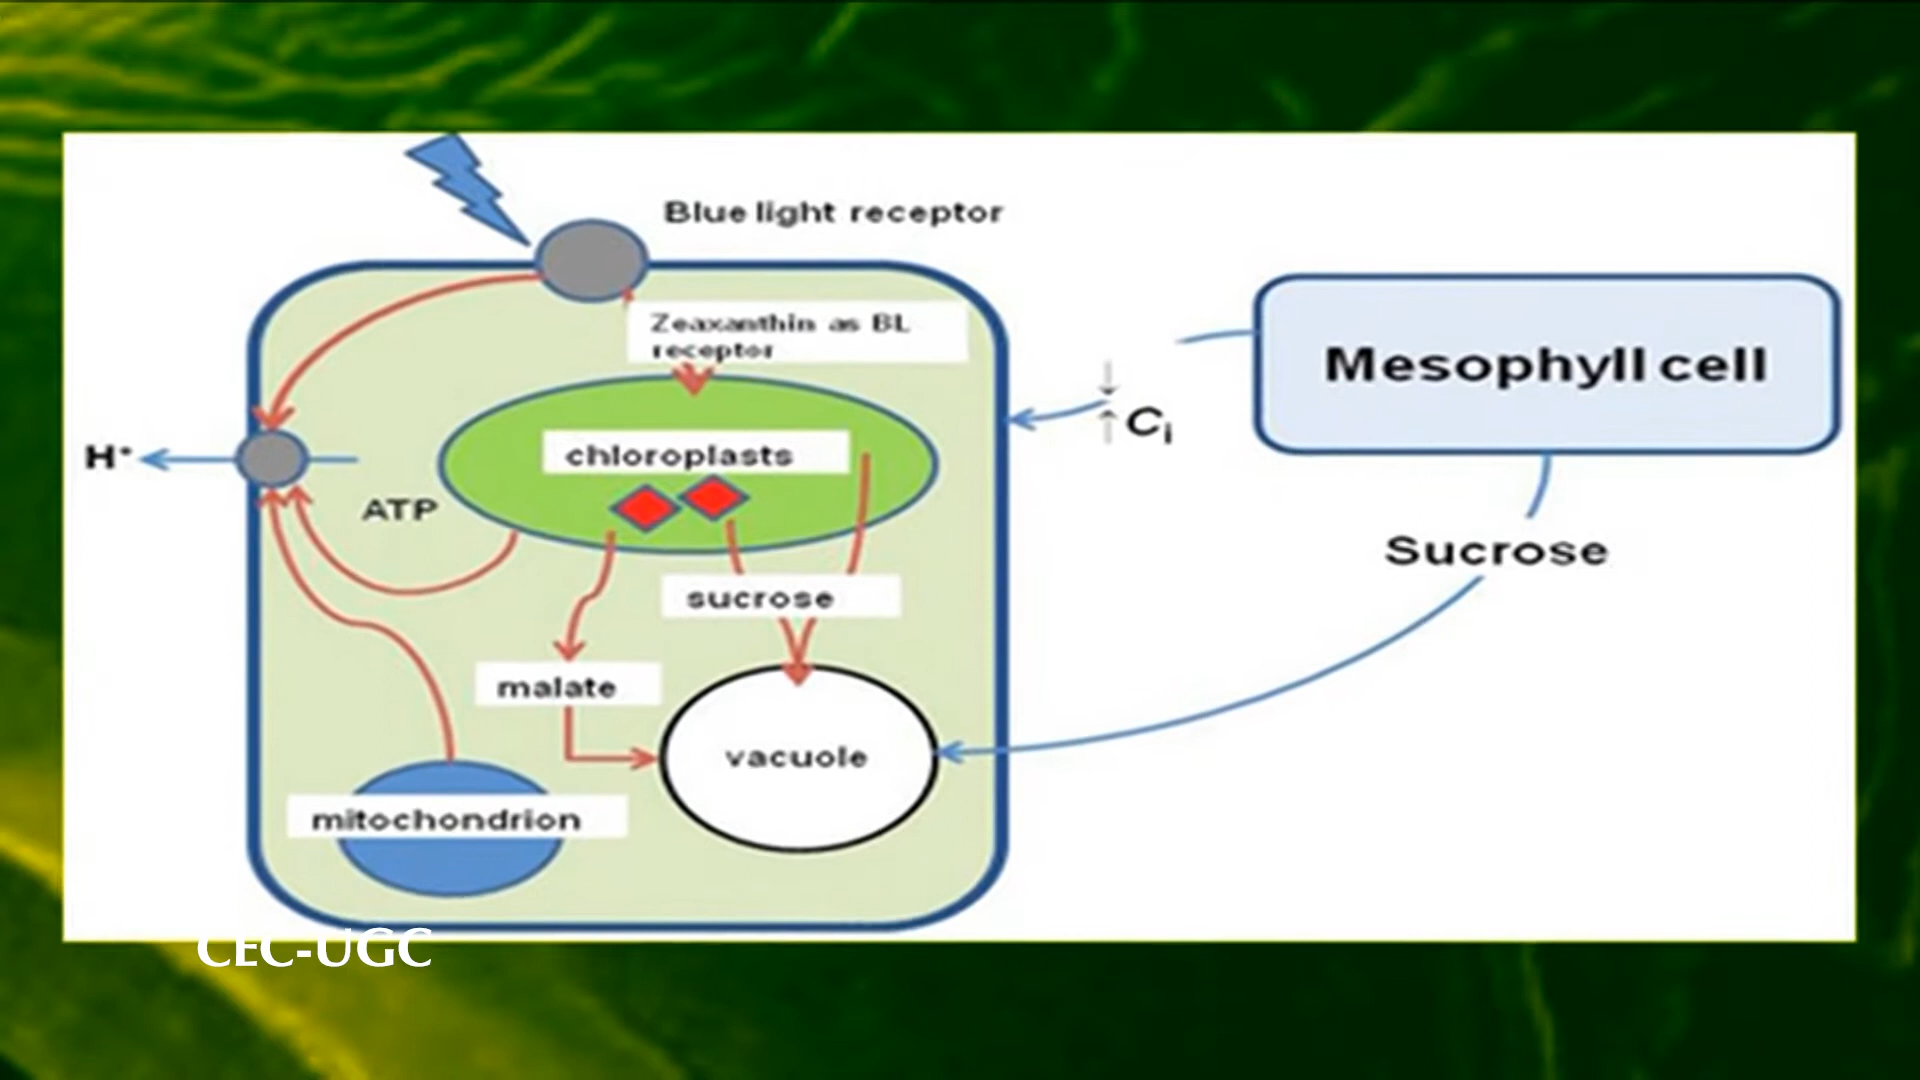 Blue light receptor
Zeaxanthin as BL
receptor
Mesophyll cell
↓
↑ Ci
H+
chloroplasts
ATP
Sucrose
sucrose
malate
vacuole
mitochondrion
CEC-UGC